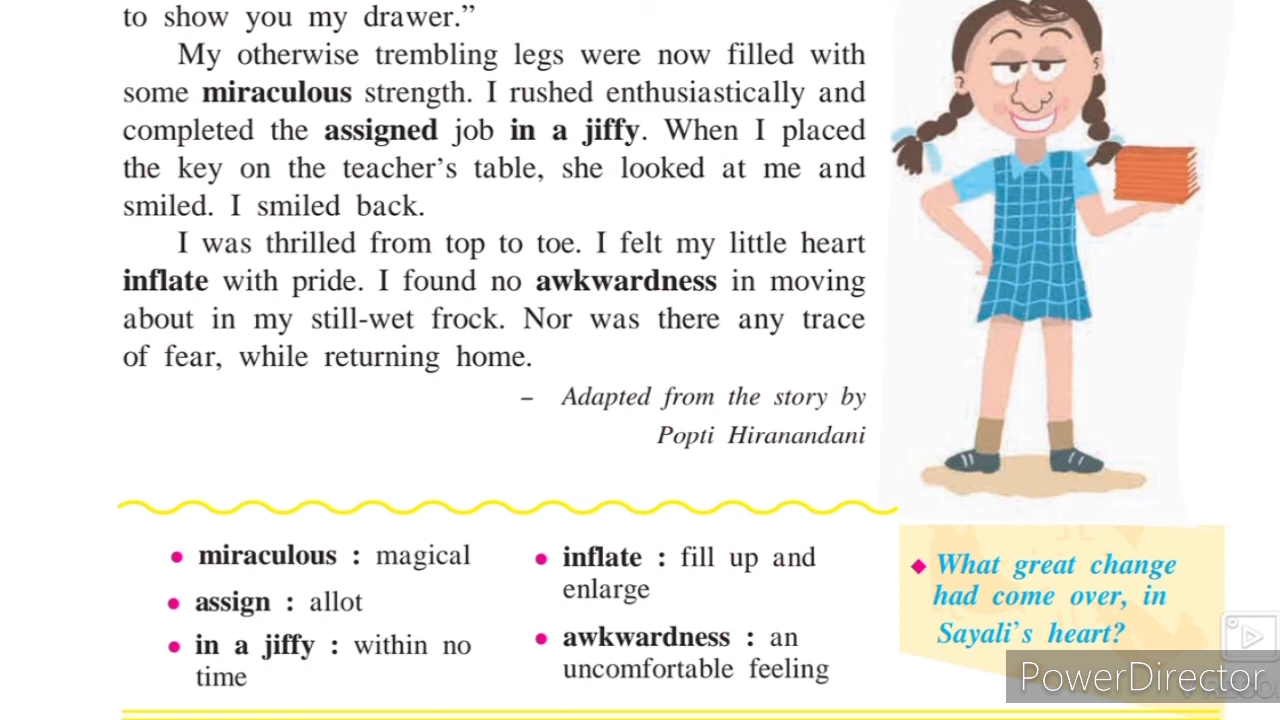 to show you my drawer.”
My otherwise trembling legs were now filled with
some miraculous strength. I rushed enthusiastically and
completed the assigned job in a jiffy. When I placed
the key on the teacher’s table, she looked at me and
smiled. I smiled back.
I was thrilled from top to toe. I felt my little heart
inflate with pride. I found no awkwardness in moving
about in my still-wet frock. Nor was there any trace
of fear, while returning home.
– Adapted from the story by
Popti Hiranandani
• miraculous : magical
• assign : allot
• in a jiffy : within no
time
• inflate : fill up and
enlarge
• awkwardness : an
uncomfortable feeling
◆ What great change
had come over, in
Sayali’s heart?
PowerDirector